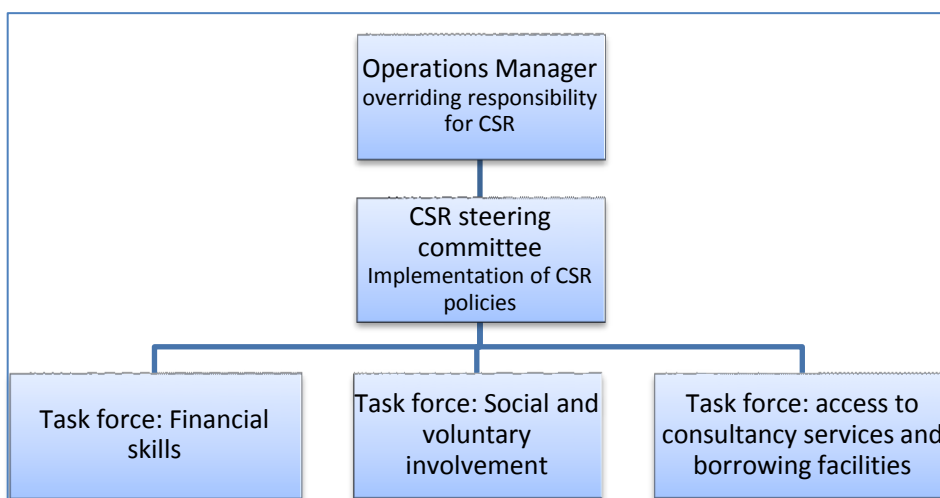 Operations Manager
overriding responsibility
for CSR
CSR steering
committee
Implementation of CSR
policies
Task force: Financial
skills
Task force: Social and
voluntary
involvement
Task force: access to
consultancy services and
borrowing facilities